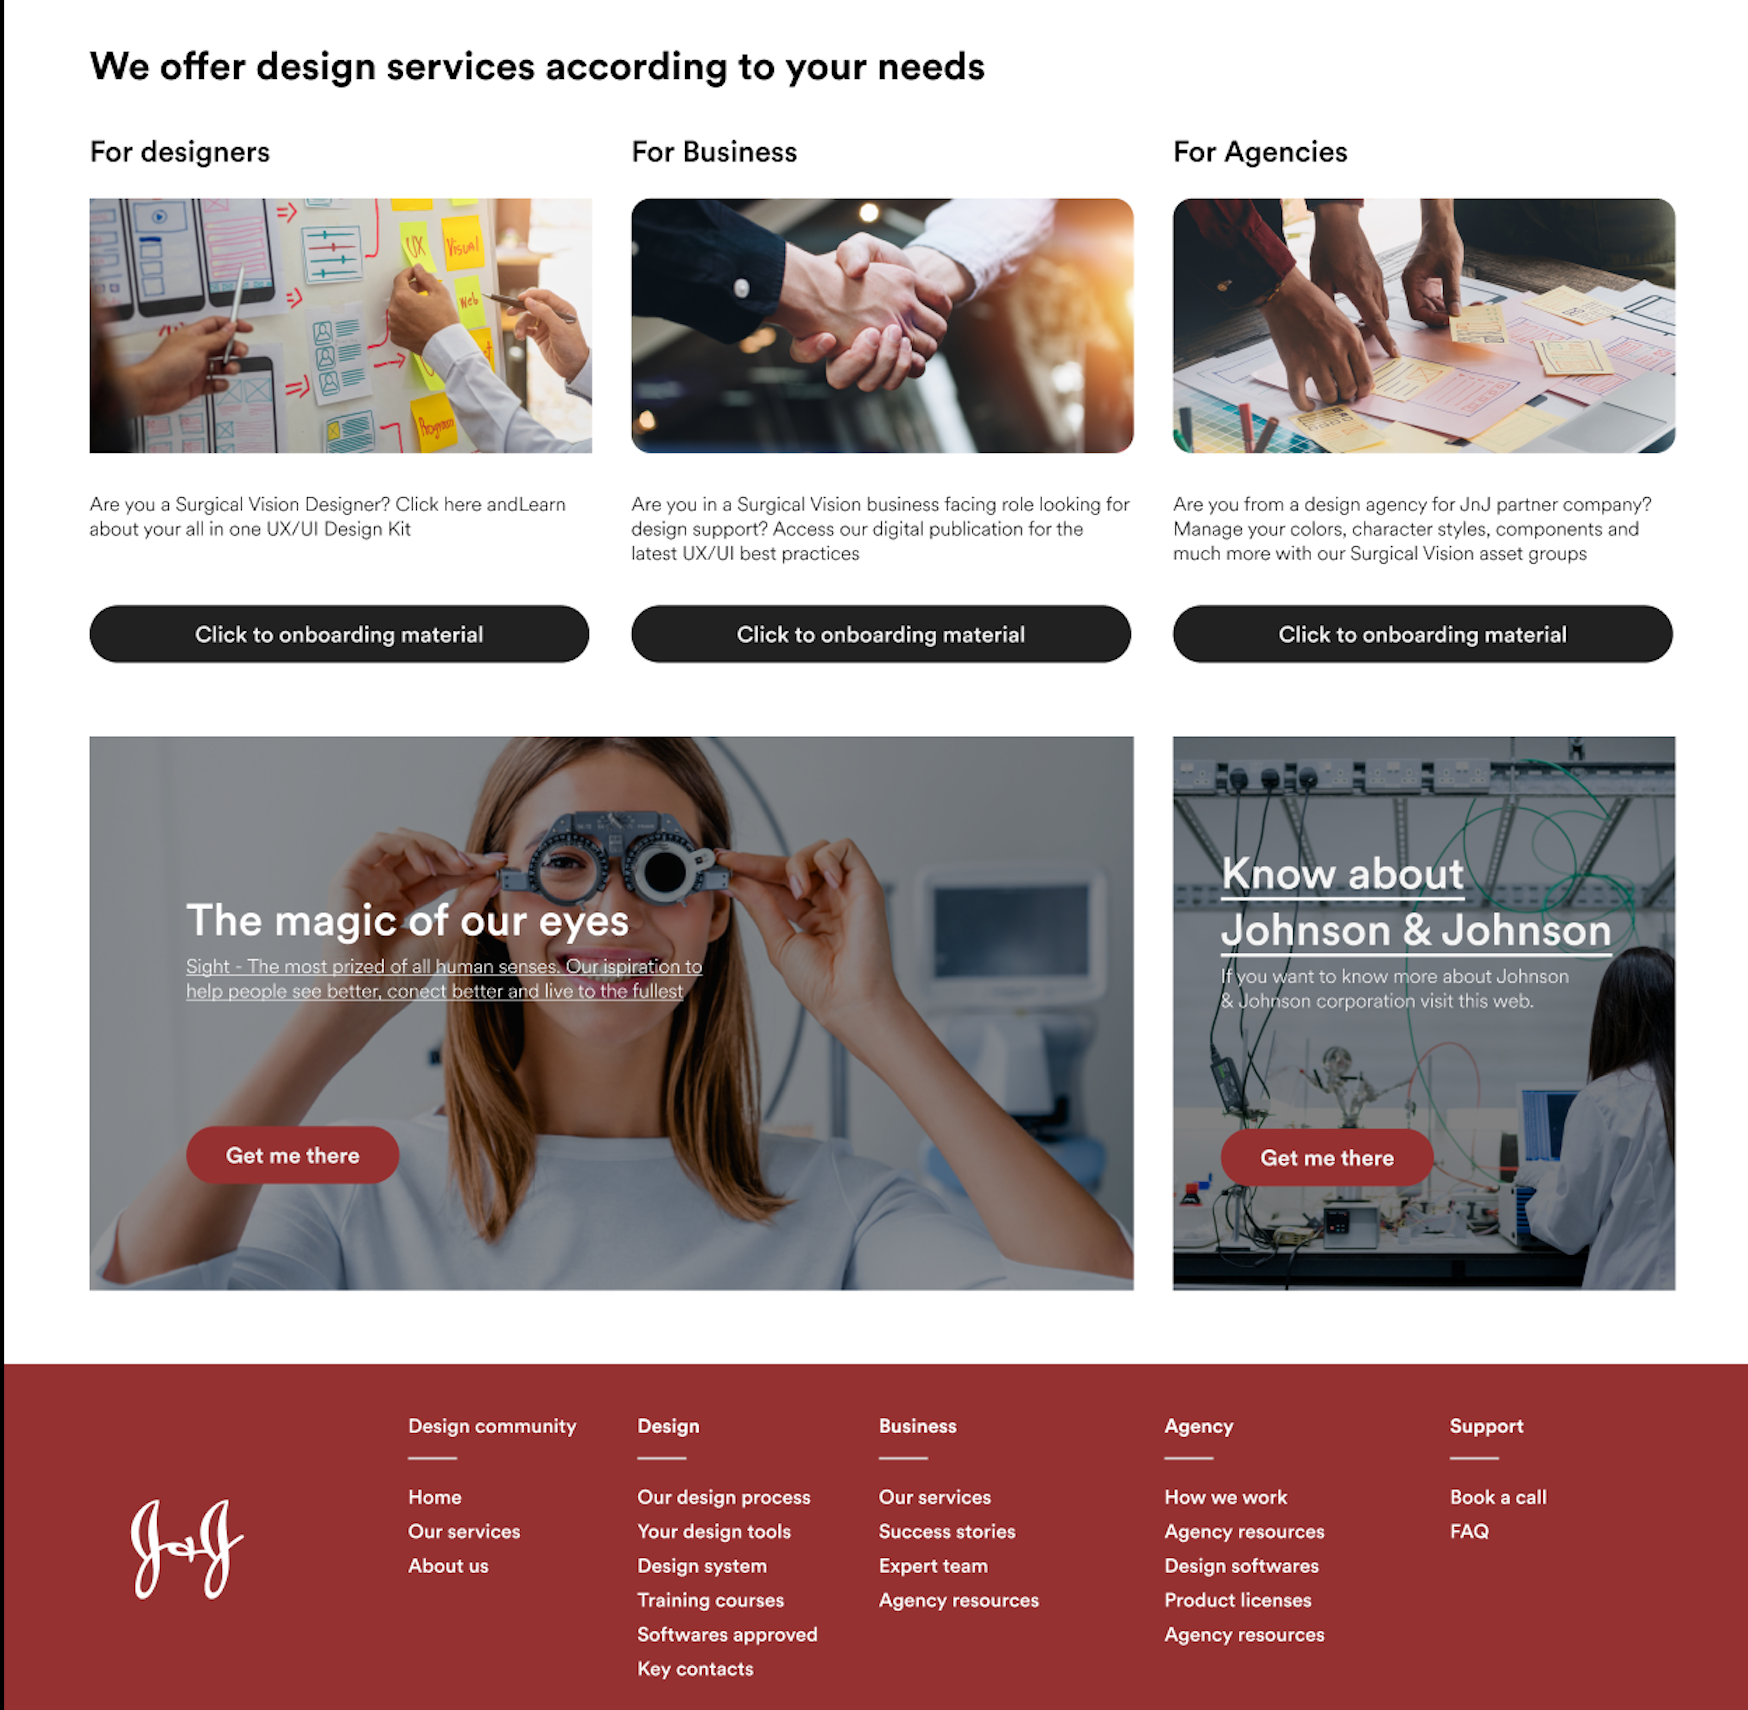 We offer design services according to your needs
For designers
For Business
For Agencies
UX
Visual
Web
Program
Are you a Surgical Vision Designer? Click here andLearn
about your all in one UX/UI Design Kit
Are you in a Surgical Vision business facing role looking for
design support? Access our digital publication for the
latest UX/UI best practices
Are you from a design agency for JnJ partner company?
Manage your colors, character styles, components and
much more with our Surgical Vision asset groups
Click to onboarding material
Click to onboarding material
Click to onboarding material
The magic of our eyes
Sight - The most prized of all human senses. Our ispiration to
help people see better, conect better and live to the fullest
Get me there
Know about
Johnson & Johnson
If you want to know more about Johnson
& Johnson corporation visit this web.
Get me there
J&J
Design community
Home
Our services
About us
Design
Our design process
Your design tools
Design system
Training courses
Softwares approved
Key contacts
Business
Our services
Success stories
Expert team
Agency resources
Agency
How we work
Agency resources
Design softwares
Product licenses
Agency resources
Support
Book a call
FAQ